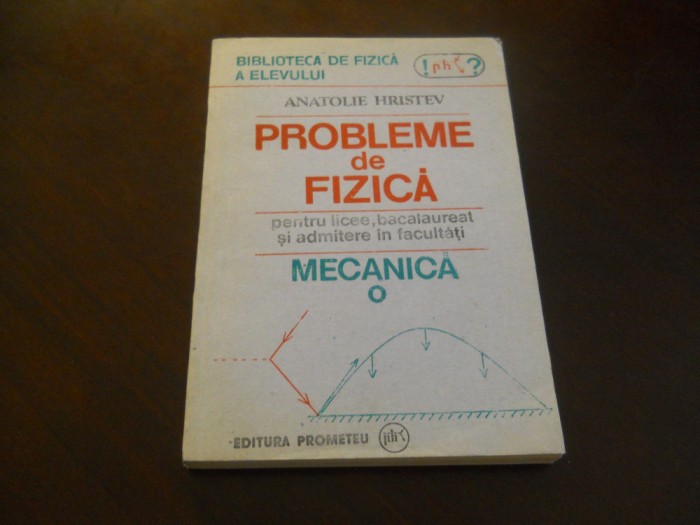 BIBLIOTECA DE FIZICĂ
A ELEVULUI
! ph ?
ANATOLIE HRISTEV
PROBLEME
de
FIZICĂ
pentru licee, bacalaureat
și admitere în facultăți
MECANICĂ
O
EDITURA PROMETEU